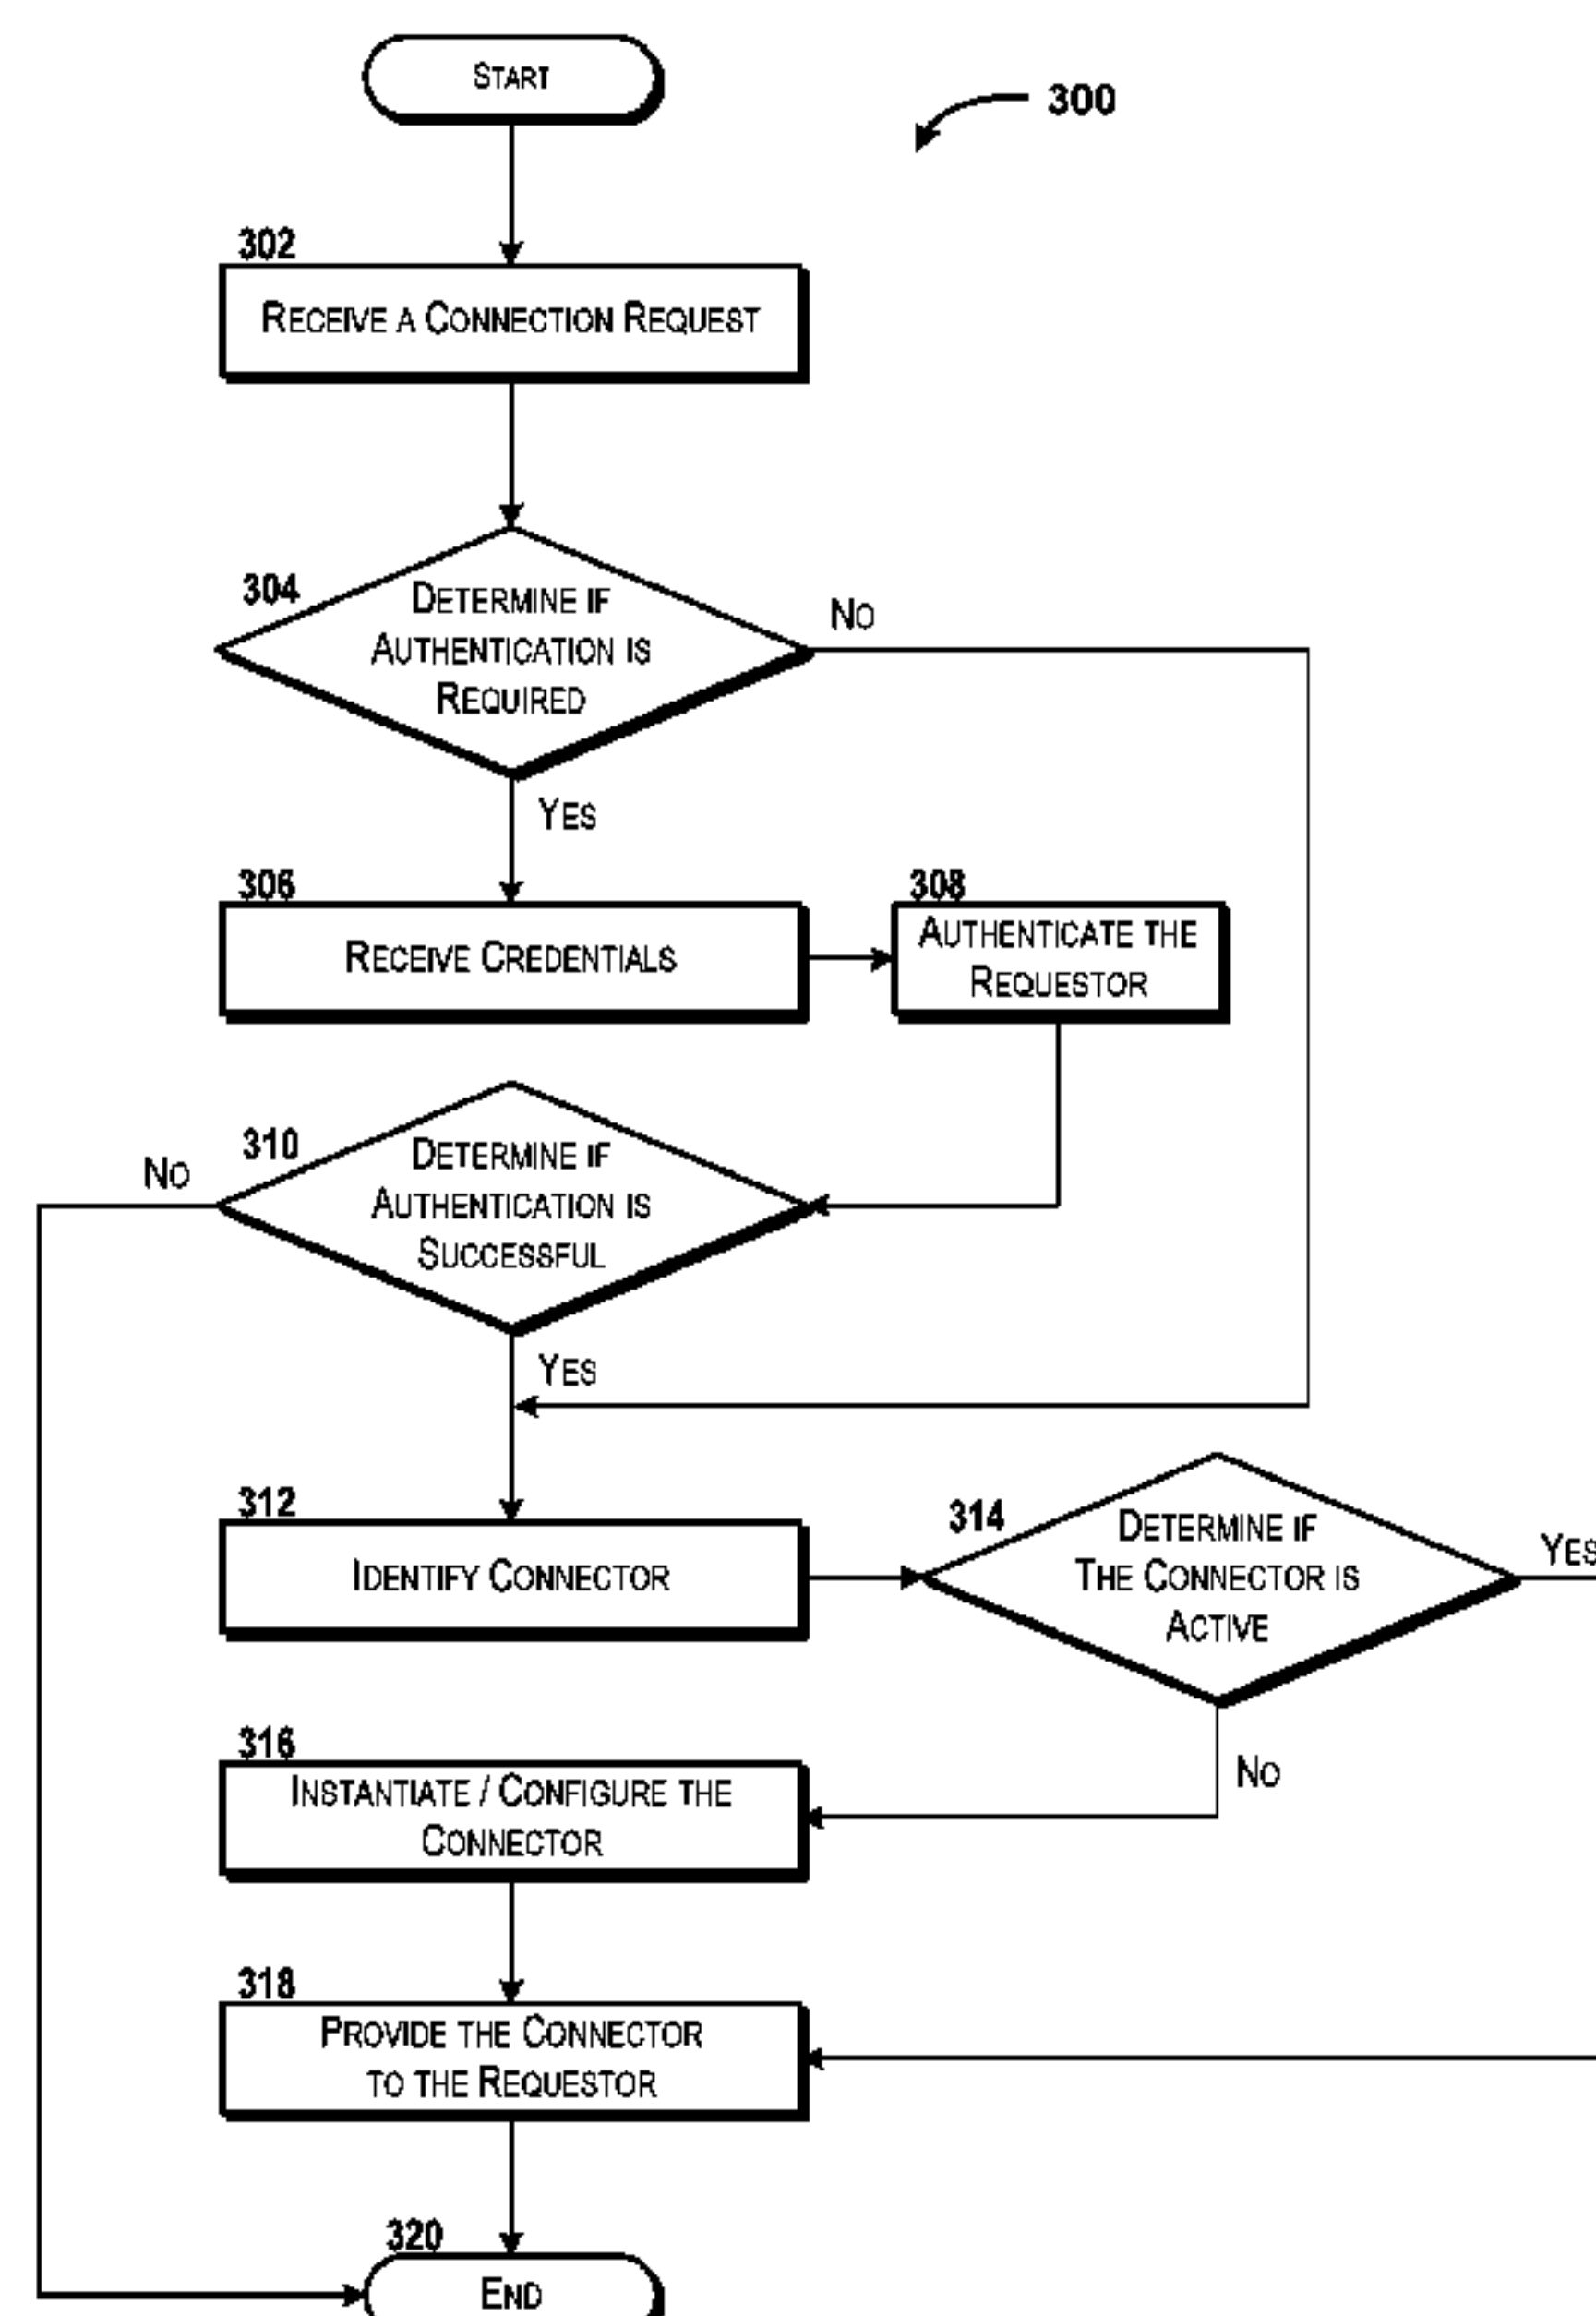 START
300
302
RECEIVE A CONNECTION REQUEST
304
DETERMINE IF
AUTHENTICATION IS
REQUIRED
NO
YES
306
RECEIVE CREDENTIALS
308
AUTHENTICATE THE
REQUESTOR
310
DETERMINE IF
AUTHENTICATION IS
SUCCESSFUL
NO
YES
312
IDENTIFY CONNECTOR
314
DETERMINE IF
THE CONNECTOR IS
ACTIVE
YES
NO
316
INSTANTIATE / CONFIGURE THE
CONNECTOR
318
PROVIDE THE CONNECTOR
TO THE REQUESTOR
320
END